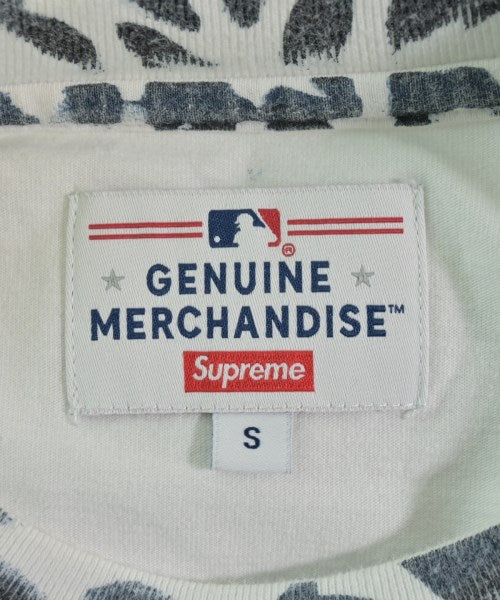 ®
GENUINE
MERCHANDISE™
Supreme
S